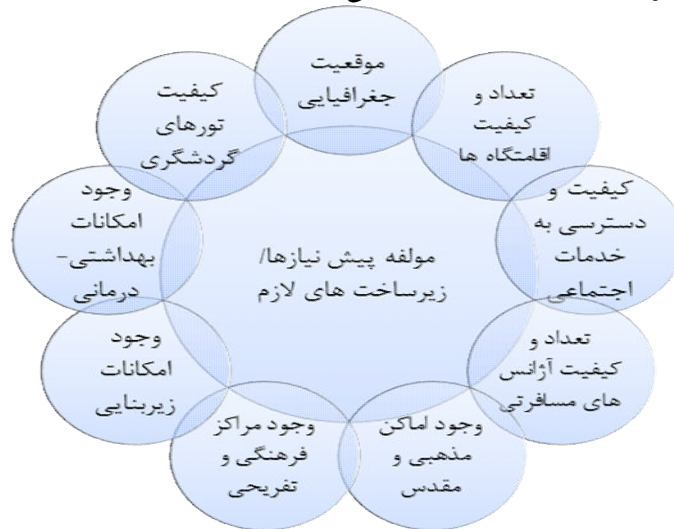 موقعیت
جغرافیایی
تعداد و
کیفیت
اقامتگاه ها
کیفیت و
دسترسی به
خدمات
اجتماعی
تعداد و
کیفیت آژانس
های مسافرتی
وجود اماکن
مذهبی و
مقدس
وجود مراکز
فرهنگی و
تفریحی
وجود
امکانات
زیربنایی
وجود
امکانات
بهداشتی-
درمانی
کیفیت
تورهای
گردشگری
مولفه پیش نیازها/
زیرساخت های لازم